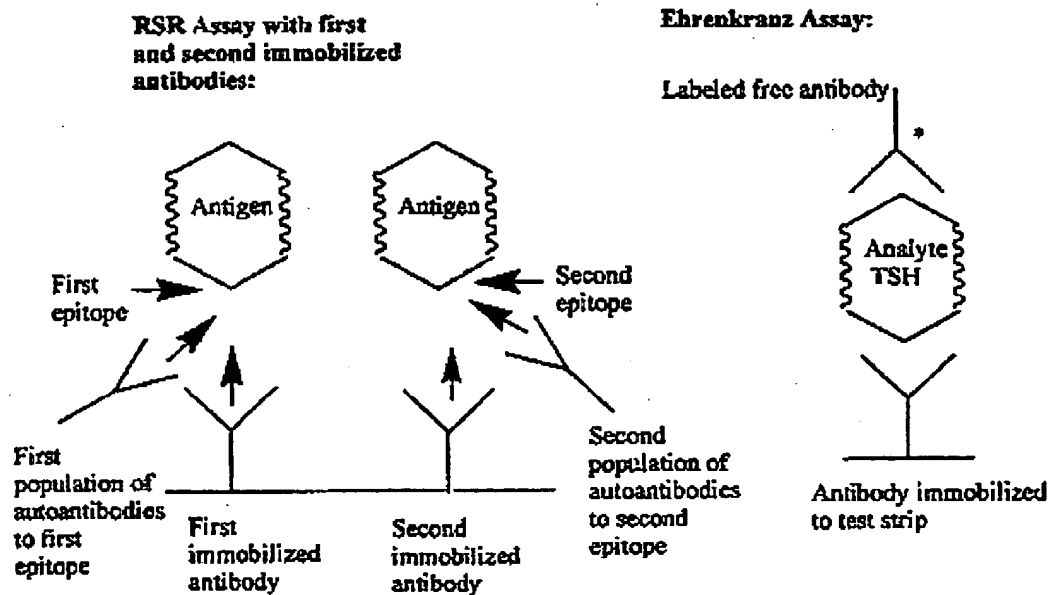 RSR Assay with first
and second immobilized
antibodies:
Ehrenkranz Assay:
Labeled free antibody
*
Antigen
Antigen
Analyte
TSH
First
epitope
Second
epitope
First
population of
autoantibodies
to first
epitope
First
immobilized
antibody
Second
immobilized
antibody
Second
population of
autoantibodies
to second
epitope
Antibody immobilized
to test strip